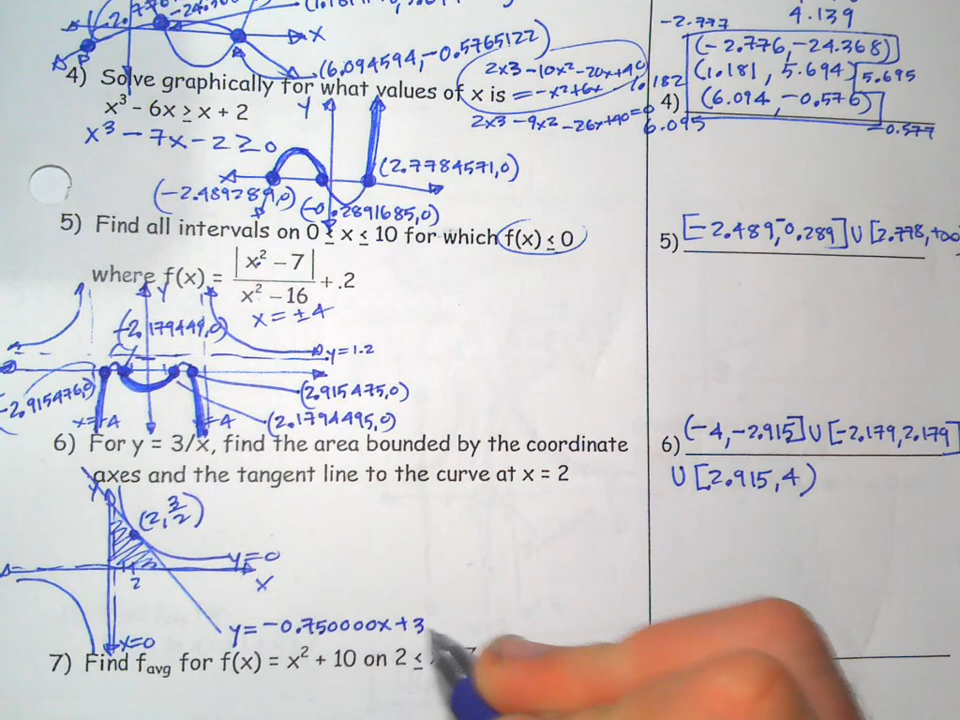 -2.777
4.139
(-2.776, -24.368)
(1.181, 5.694)
5.695
4) (6.094, -0.576)
6.095
-0.577
X
(6.094594, -0.5765122)
4) Solve graphically for what values of x is
2x3-10x²-20x+40
= -x²+6x
x³ - 6x ≥ x + 2
2x3-9x2-26x+40=0
x³-7x-2≥0
Y
(2.7784571,0)
(-2.489289,0)
(-0.2891685,0)
5) Find all intervals on 0 ≤ x ≤ 10 for which f(x) ≤ 0
5) [-2.489,-0.289]U[2.778,+∞)
where f(x) = |x² - 7| / x² - 16 + .2
x=±4
Y
(-2.179449,0)
y=1.2
(-2.915476,0)
(2.915475,0)
(2.1794495,0)
x=-4
x=4
6) For y = 3/x, find the area bounded by the coordinate
axes and the tangent line to the curve at x = 2
6) (-4,-2.915]U[-2.179,2.179]
U[2.915,4)
Y
(2, 3/2)
y=0
X
2
x=0
y=-0.750000x+3
7) Find favg for f(x) = x² + 10 on 2 ≤